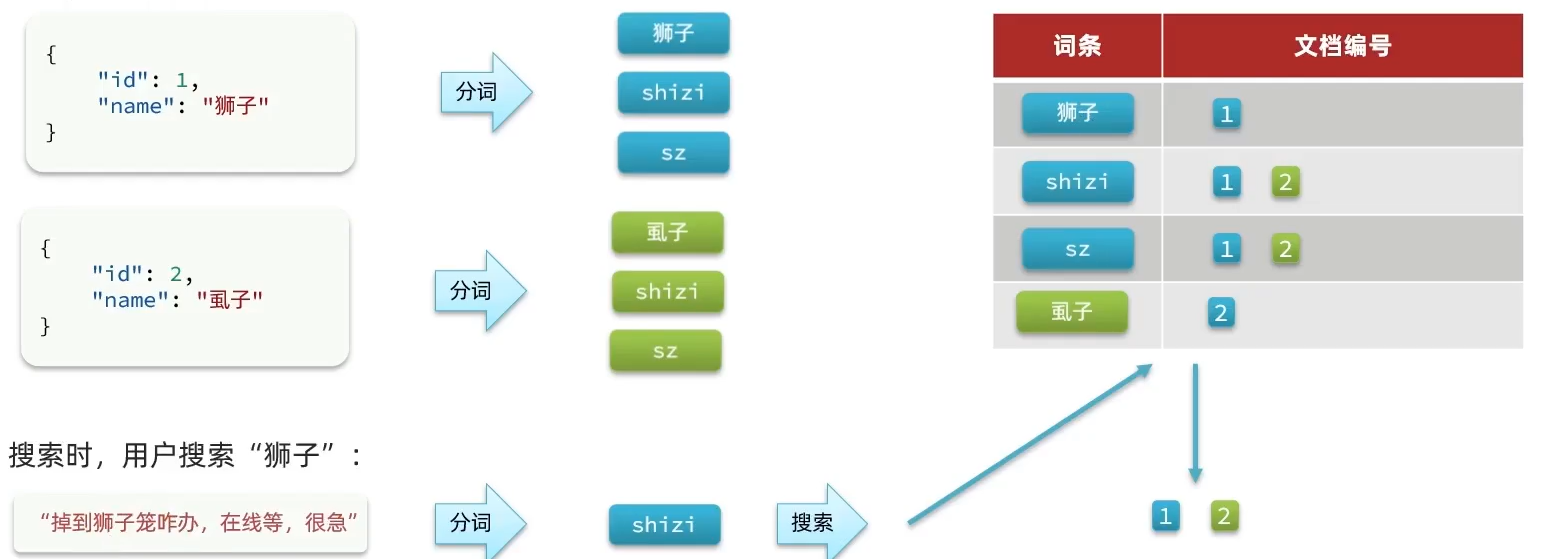 {
"id": 1,
"name": "狮子"
}
分词
狮子
shizi
sz
{
"id": 2,
"name": "虱子"
}
分词
虱子
shizi
sz
词条 文档编号
狮子 1
shizi 1 2
sz 1 2
虱子 2
搜索时，用户搜索“狮子”：
“掉到狮子笼咋办，在线等，很急”
分词
shizi
搜索
1 2